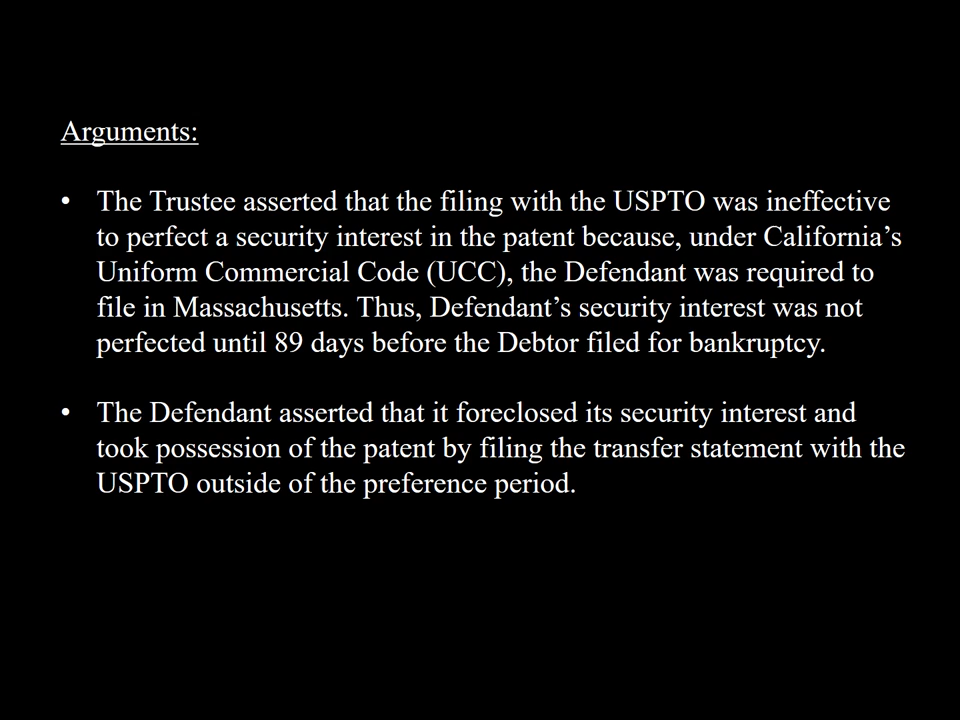 Arguments:
• The Trustee asserted that the filing with the USPTO was ineffective
to perfect a security interest in the patent because, under California’s
Uniform Commercial Code (UCC), the Defendant was required to
file in Massachusetts. Thus, Defendant’s security interest was not
perfected until 89 days before the Debtor filed for bankruptcy.
• The Defendant asserted that it foreclosed its security interest and
took possession of the patent by filing the transfer statement with the
USPTO outside of the preference period.